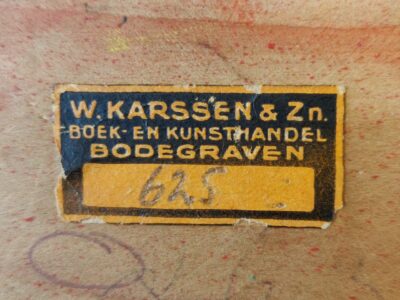 W. KARSSEN & Zn.
BOEK- EN KUNSTHANDEL
BODEGRAVEN
625